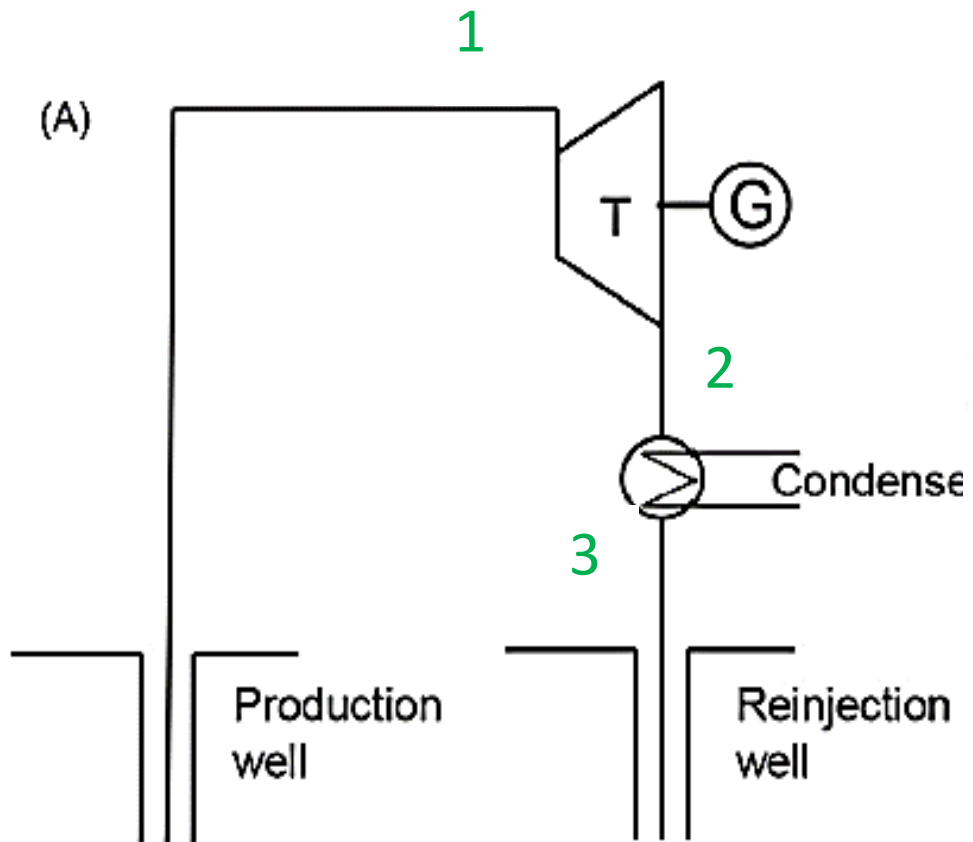 1
(A)
T
G
2
Condense
3
Production
well
Reinjection
well